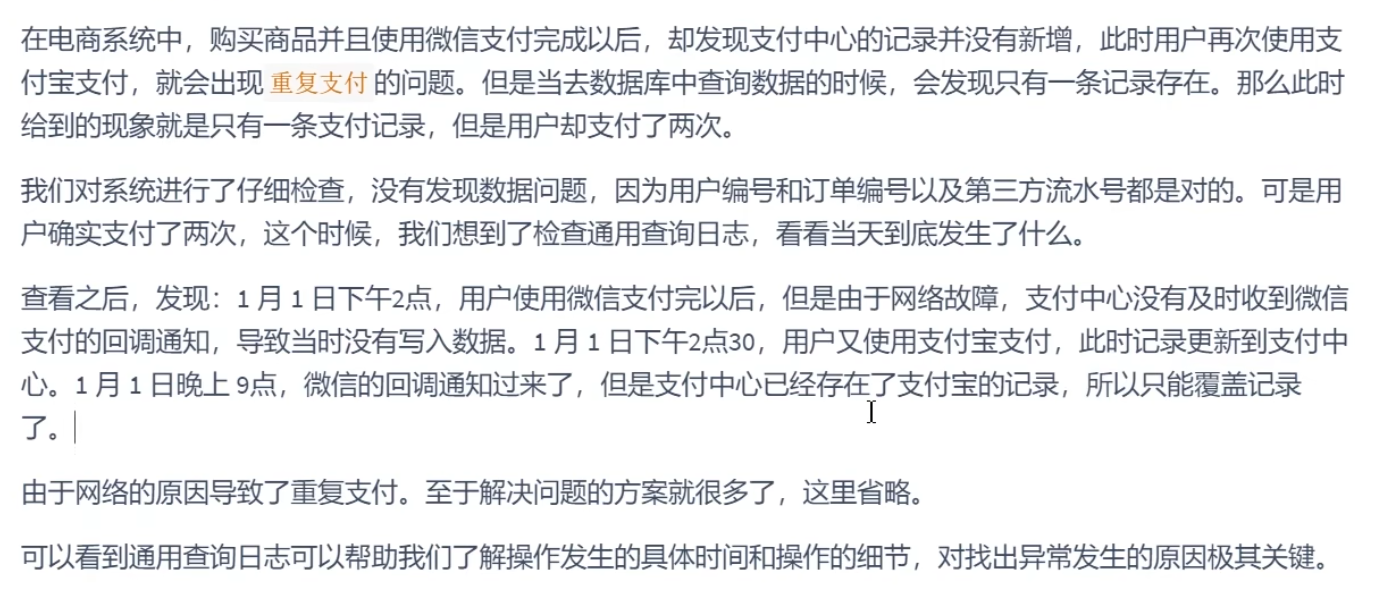 在电商系统中，购买商品并且使用微信支付完成以后，却发现支付中心的记录并没有新增，此时用户再次使用支
付宝支付，就会出现 重复支付 的问题。但是当去数据库中查询数据的时候，会发现只有一条记录存在。那么此时
给到的现象就是只有一条支付记录，但是用户却支付了两次。
我们对系统进行了仔细检查，没有发现数据问题，因为用户编号和订单编号以及第三方流水号都是对的。可是用
户确实支付了两次，这个时候，我们想到了检查通用查询日志，看看当天到底发生了什么。
查看之后，发现：1 月 1 日下午2点，用户使用微信支付完以后，但是由于网络故障，支付中心没有及时收到微信
支付的回调通知，导致当时没有写入数据。1 月 1 日下午2点30，用户又使用支付宝支付，此时记录更新到支付中
心。1 月 1 日晚上 9点，微信的回调通知过来了，但是支付中心已经存在了支付宝的记录，所以只能覆盖记录
了。
由于网络的原因导致了重复支付。至于解决问题的方案就很多了，这里省略。
可以看到通用查询日志可以帮助我们了解操作发生的具体时间和操作的细节，对找出异常发生的原因极其关键。